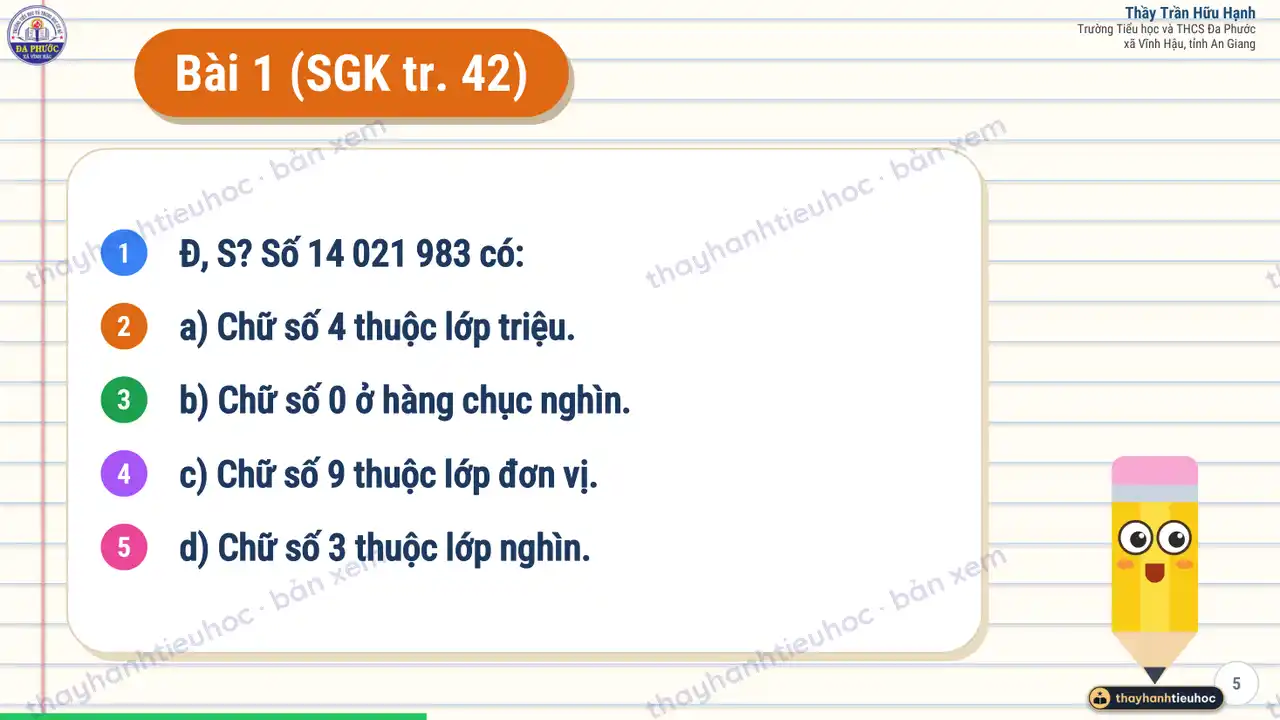 Thầy Trần Hữu Hạnh
Trường Tiểu học và THCS Đa Phước
xã Vĩnh Hậu, tỉnh An Giang
ĐA PHƯỚC
XÃ VĨNH HẬU
Bài 1 (SGK tr. 42)
1 Đ, S? Số 14 021 983 có:
2 a) Chữ số 4 thuộc lớp triệu.
3 b) Chữ số 0 ở hàng chục nghìn.
4 c) Chữ số 9 thuộc lớp đơn vị.
5 d) Chữ số 3 thuộc lớp nghìn.
thayhanhtieuhoc · bản xem
thayhanhtieuhoc · bản xem
thayhanhtieuhoc · bản xem
thayhanhtieuhoc · bản xem
thayhanhtieuhoc
5